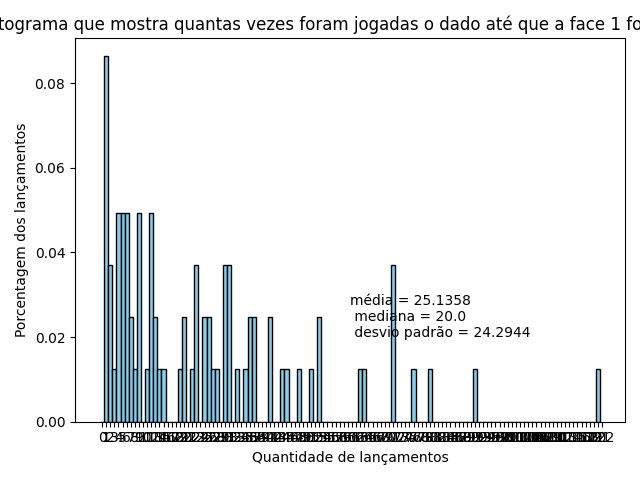 tograma que mostra quantas vezes foram jogadas o dado até que a face 1 fo
0.08
0.06
0.04
0.02
0.00
Porcentagem dos lançamentos
média = 25.1358
mediana = 20.0
desvio padrão = 24.2944
Quantidade de lançamentos